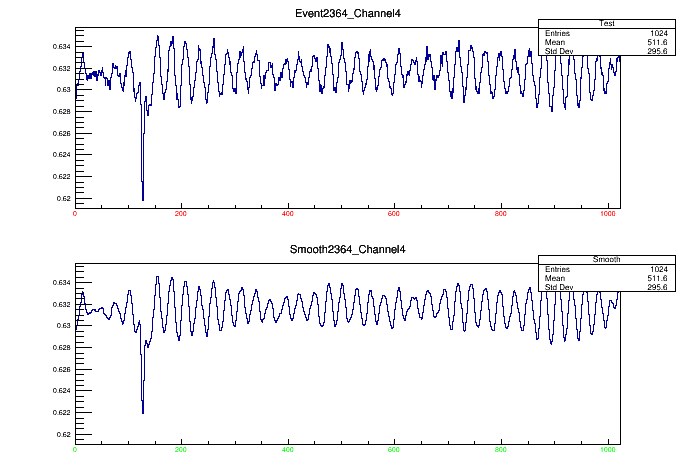 Event2364_Channel4
Test
Entries 1024
Mean 511.6
Std Dev 295.6
0.634
0.632
0.63
0.628
0.626
0.624
0.622
0.62
0 200 400 600 800 1000
Smooth2364_Channel4
Smooth
Entries 1024
Mean 511.6
Std Dev 295.6
0.634
0.632
0.63
0.628
0.626
0.624
0.622
0.62
0 200 400 600 800 1000